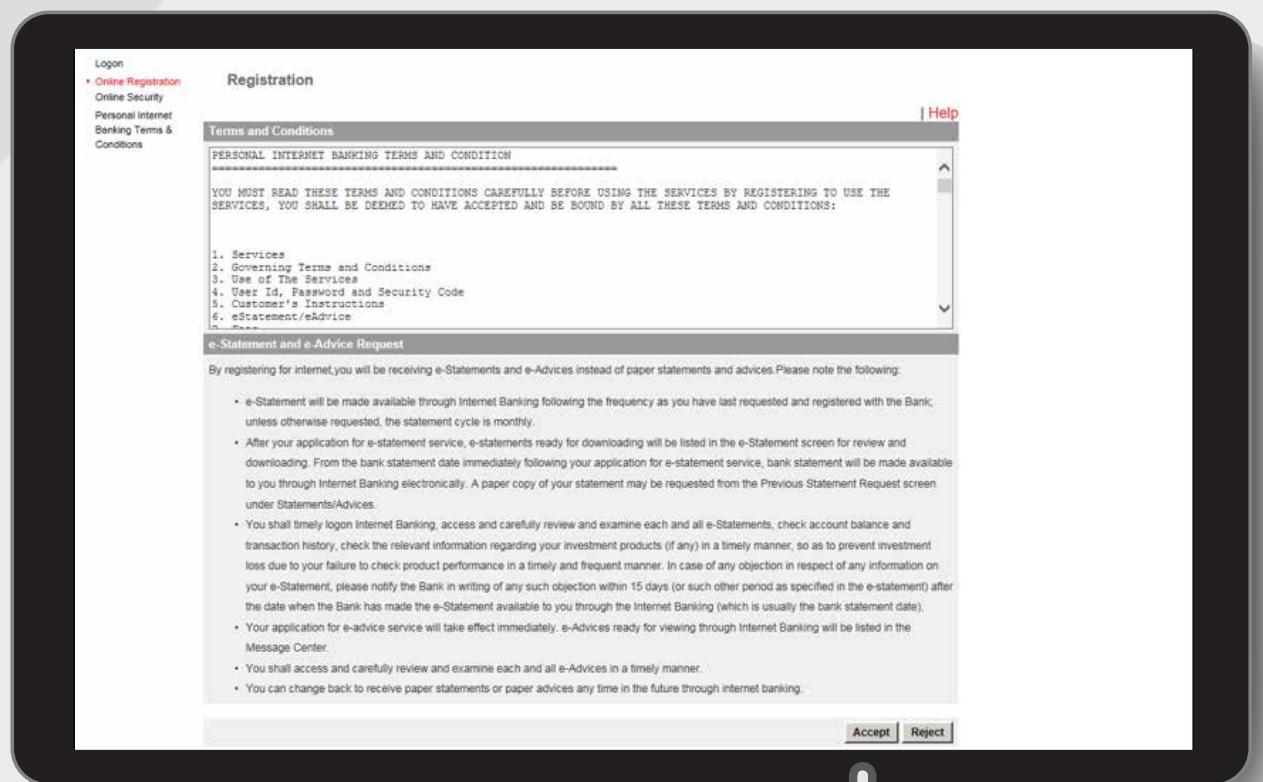 Logon
Online Registration
Online Security
Personal Internet
Banking Terms &
Conditions
Registration
| Help
Terms and Conditions
PERSONAL INTERNET BANKING TERMS AND CONDITION
=============================================================
YOU MUST READ THESE TERMS AND CONDITIONS CAREFULLY BEFORE USING THE SERVICES BY REGISTERING TO USE THE
SERVICES, YOU SHALL BE DEEMED TO HAVE ACCEPTED AND BE BOUND BY ALL THESE TERMS AND CONDITIONS:
1. Services
2. Governing Terms and Conditions
3. Use of The Services
4. User Id, Password and Security Code
5. Customer's Instructions
6. eStatement/eAdvice
e-Statement and e-Advice Request
By registering for internet,you will be receiving e-Statements and e-Advices instead of paper statements and advices.Please note the following:
• e-Statement will be made available through Internet Banking following the frequency as you have last requested and registered with the Bank;
unless otherwise requested, the statement cycle is monthly.
• After your application for e-statement service, e-statements ready for downloading will be listed in the e-Statement screen for review and
downloading. From the bank statement date immediately following your application for e-statement service, bank statement will be made available
to you through Internet Banking electronically. A paper copy of your statement may be requested from the Previous Statement Request screen
under Statements/Advices.
• You shall timely logon Internet Banking, access and carefully review and examine each and all e-Statements, check account balance and
transaction history, check the relevant information regarding your investment products (if any) in a timely manner, so as to prevent investment
loss due to your failure to check product performance in a timely and frequent manner. In case of any objection in respect of any information on
your e-Statement, please notify the Bank in writing of any such objection within 15 days (or such other period as specified in the e-statement) after
the date when the Bank has made the e-Statement available to you through the Internet Banking (which is usually the bank statement date).
• Your application for e-advice service will take effect immediately. e-Advices ready for viewing through Internet Banking will be listed in the
Message Center.
• You shall access and carefully review and examine each and all e-Advices in a timely manner.
• You can change back to receive paper statements or paper advices any time in the future through internet banking.
Accept Reject